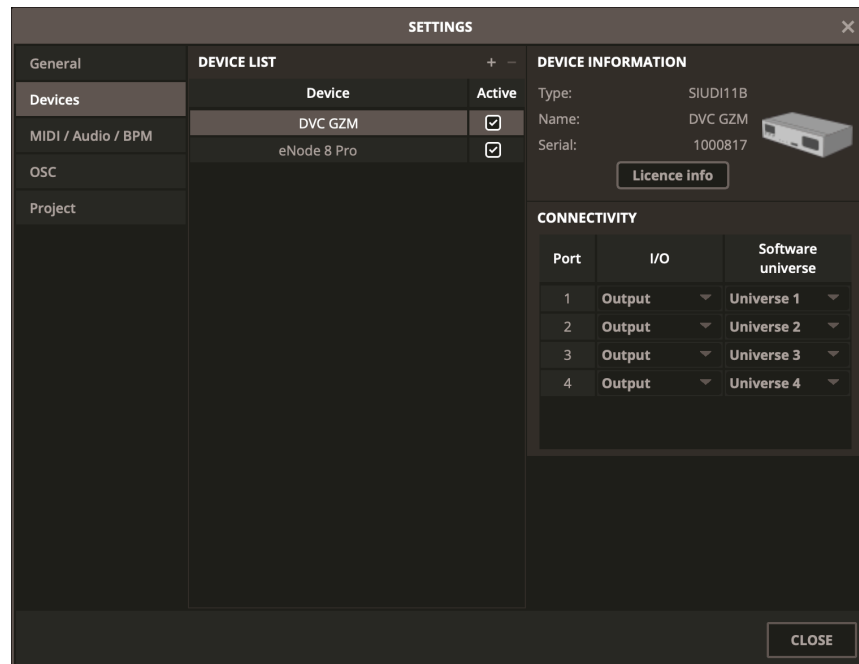 SETTINGS
General
Devices
MIDI / Audio / BPM
OSC
Project
DEVICE LIST + −
Device Active
DVC GZM
eNode 8 Pro
DEVICE INFORMATION
Type: SIUDI11B
Name: DVC GZM
Serial: 1000817
Licence info
CONNECTIVITY
Port I/O Software
universe
1 Output Universe 1
2 Output Universe 2
3 Output Universe 3
4 Output Universe 4
CLOSE